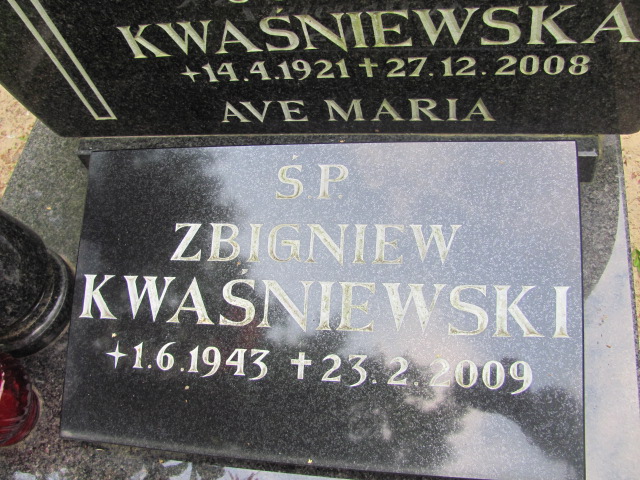 KWAŚNIEWSKA
+14.4.1921 +27.12.2008
AVE MARIA
ŚP.
ZBIGNIEW
KWAŚNIEWSKI
+1.6.1943 +23.2.2009